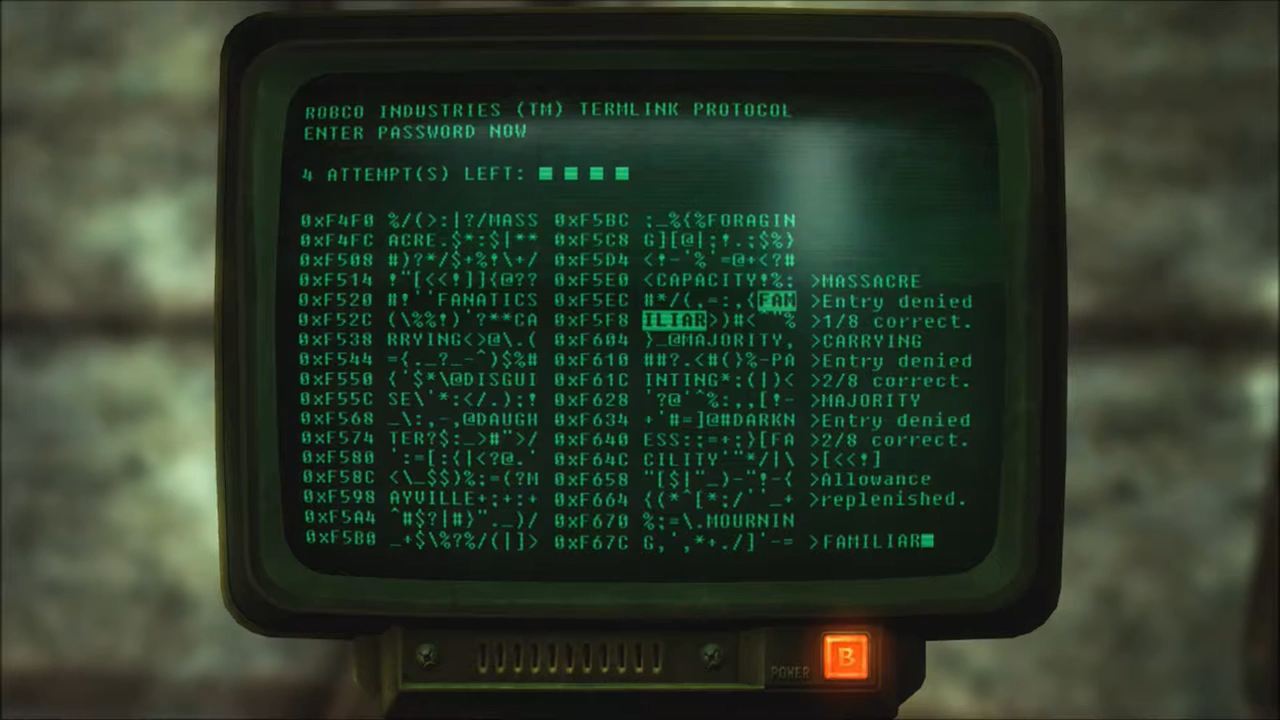 ROBCO INDUSTRIES (TM) TERMLINK PROTOCOL
ENTER PASSWORD NOW
4 ATTEMPT(S) LEFT:
0xF4F0 %/(>:|?/MASS 0xF5BC ;_%{%FORAGIN
0xF4FC ACRE.$*:$|** 0xF5C8 G][@|;!.;$%}
0xF508 #)?*/$+%!\+/ 0xF5D4 <!-'%'=@+<?#
0xF514 !"[<<!]]{@?? 0xF5E0 <CAPACITY!%: >MASSACRE
0xF520 #!''FANATICS 0xF5EC #*/(,=:,{FAM >Entry denied
0xF52C (\%%!)'?**CA 0xF5F8 ILIAR>)#<^"^% >1/8 correct.
0xF538 RRYING<>@\.( 0xF604 }_@MAJORITY, >CARRYING
0xF544 ={._?_-^)$%# 0xF610 ##?.<#(}%-PA >Entry denied
0xF550 {'$*\@DISGUI 0xF61C INTING*:(|)< >2/8 correct.
0xF55C SE\'*:</.):! 0xF628 '?@'^%:,,[!- >MAJORITY
0xF568 _\:,-,@DAUGH 0xF634 +'#=]@#DARKN >Entry denied
0xF574 TER?$:_>#">/ 0xF640 ESS:;=+:}[FA >2/8 correct.
0xF580 ':=[:{|<?@.' 0xF64C CILITY'"*/|\ >[<<!]
0xF58C <\_$$)%:=(?M 0xF658 "[$|"_)-"!-{ Allowance
0xF598 AYVILLE+;+:+ 0xF664 {(*^[*;/''_+ >replenished.
0xF5A4 ^#$?|#}"._)/ 0xF670 %;=\.MOURNIN
0xF5B0 _+$\%?%/(|]> 0xF67C G,',*+./]'-= >FAMILIAR
POWER
B